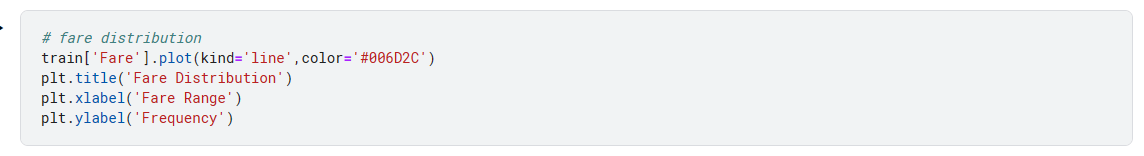 # fare distribution
train['Fare'].plot(kind='line',color='#006D2C')
plt.title('Fare Distribution')
plt.xlabel('Fare Range')
plt.ylabel('Frequency')